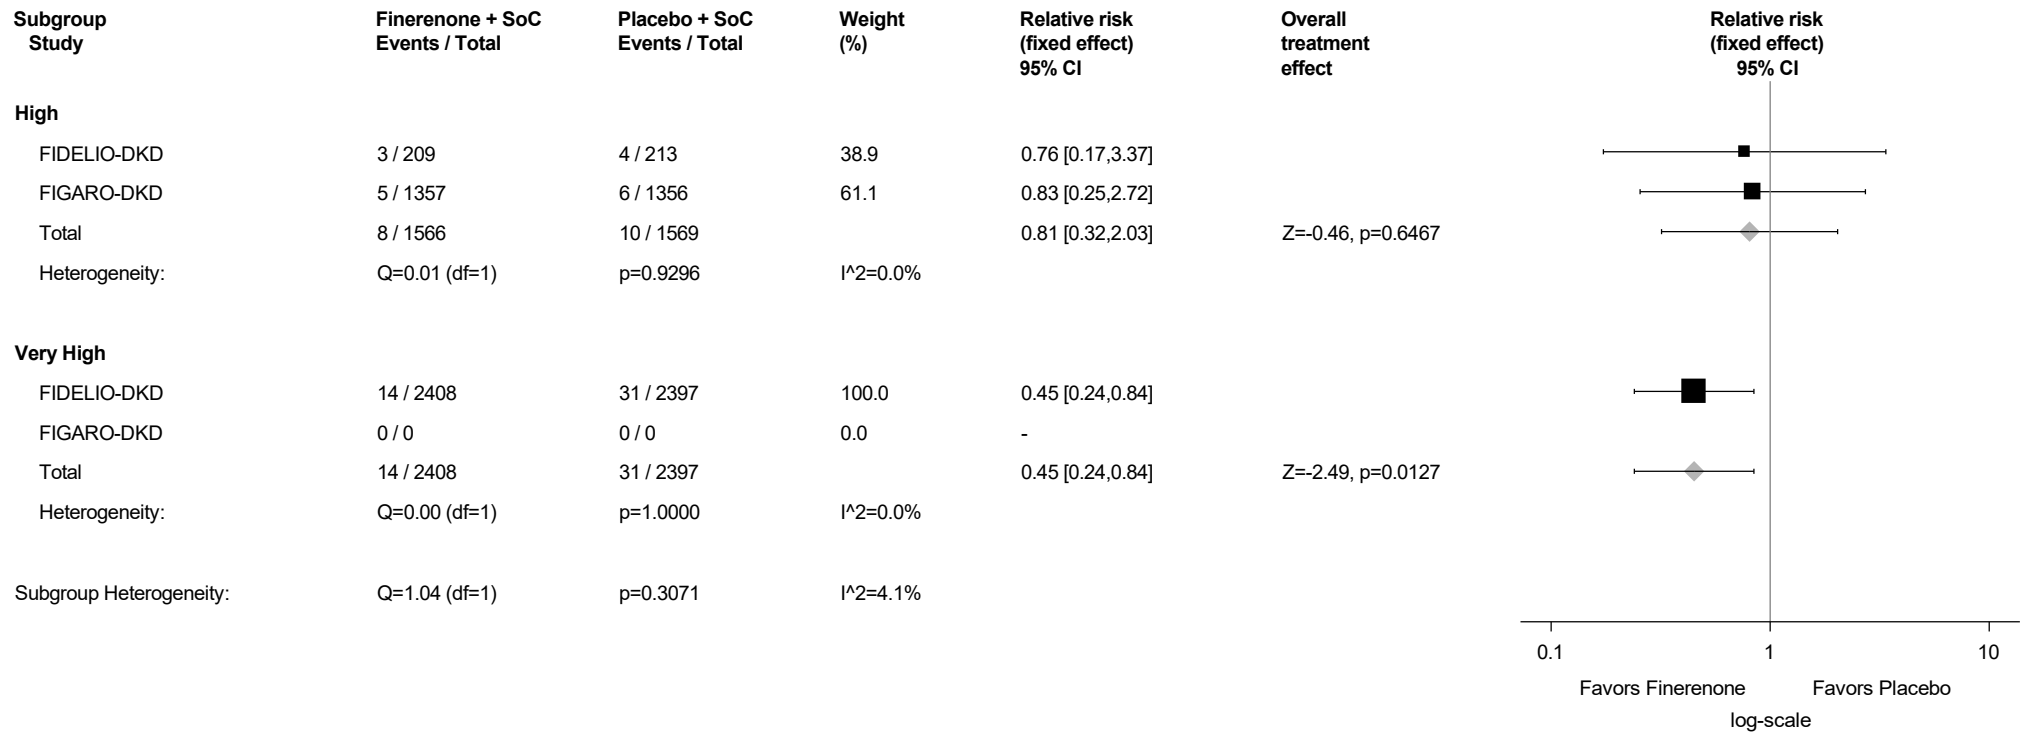 Subgroup Finerenone + SoC Placebo + SoC Weight Relative risk Overall Relative risk
Study Events / Total Events / Total (%) (fixed effect) treatment (fixed effect)
95% CI effect 95% CI
High
FIDELIO-DKD 3 / 209 4 / 213 38.9 0.76 [0.17,3.37]
FIGARO-DKD 5 / 1357 6 / 1356 61.1 0.83 [0.25,2.72]
Total 8 / 1566 10 / 1569 0.81 [0.32,2.03] Z=-0.46, p=0.6467
Heterogeneity: Q=0.01 (df=1) p=0.9296 I^2=0.0%
Very High
FIDELIO-DKD 14 / 2408 31 / 2397 100.0 0.45 [0.24,0.84]
FIGARO-DKD 0 / 0 0 / 0 0.0 -
Total 14 / 2408 31 / 2397 0.45 [0.24,0.84] Z=-2.49, p=0.0127
Heterogeneity: Q=0.00 (df=1) p=1.0000 I^2=0.0%
Subgroup Heterogeneity: Q=1.04 (df=1) p=0.3071 I^2=4.1%
0.1 1 10
Favors Finerenone Favors Placebo
log-scale